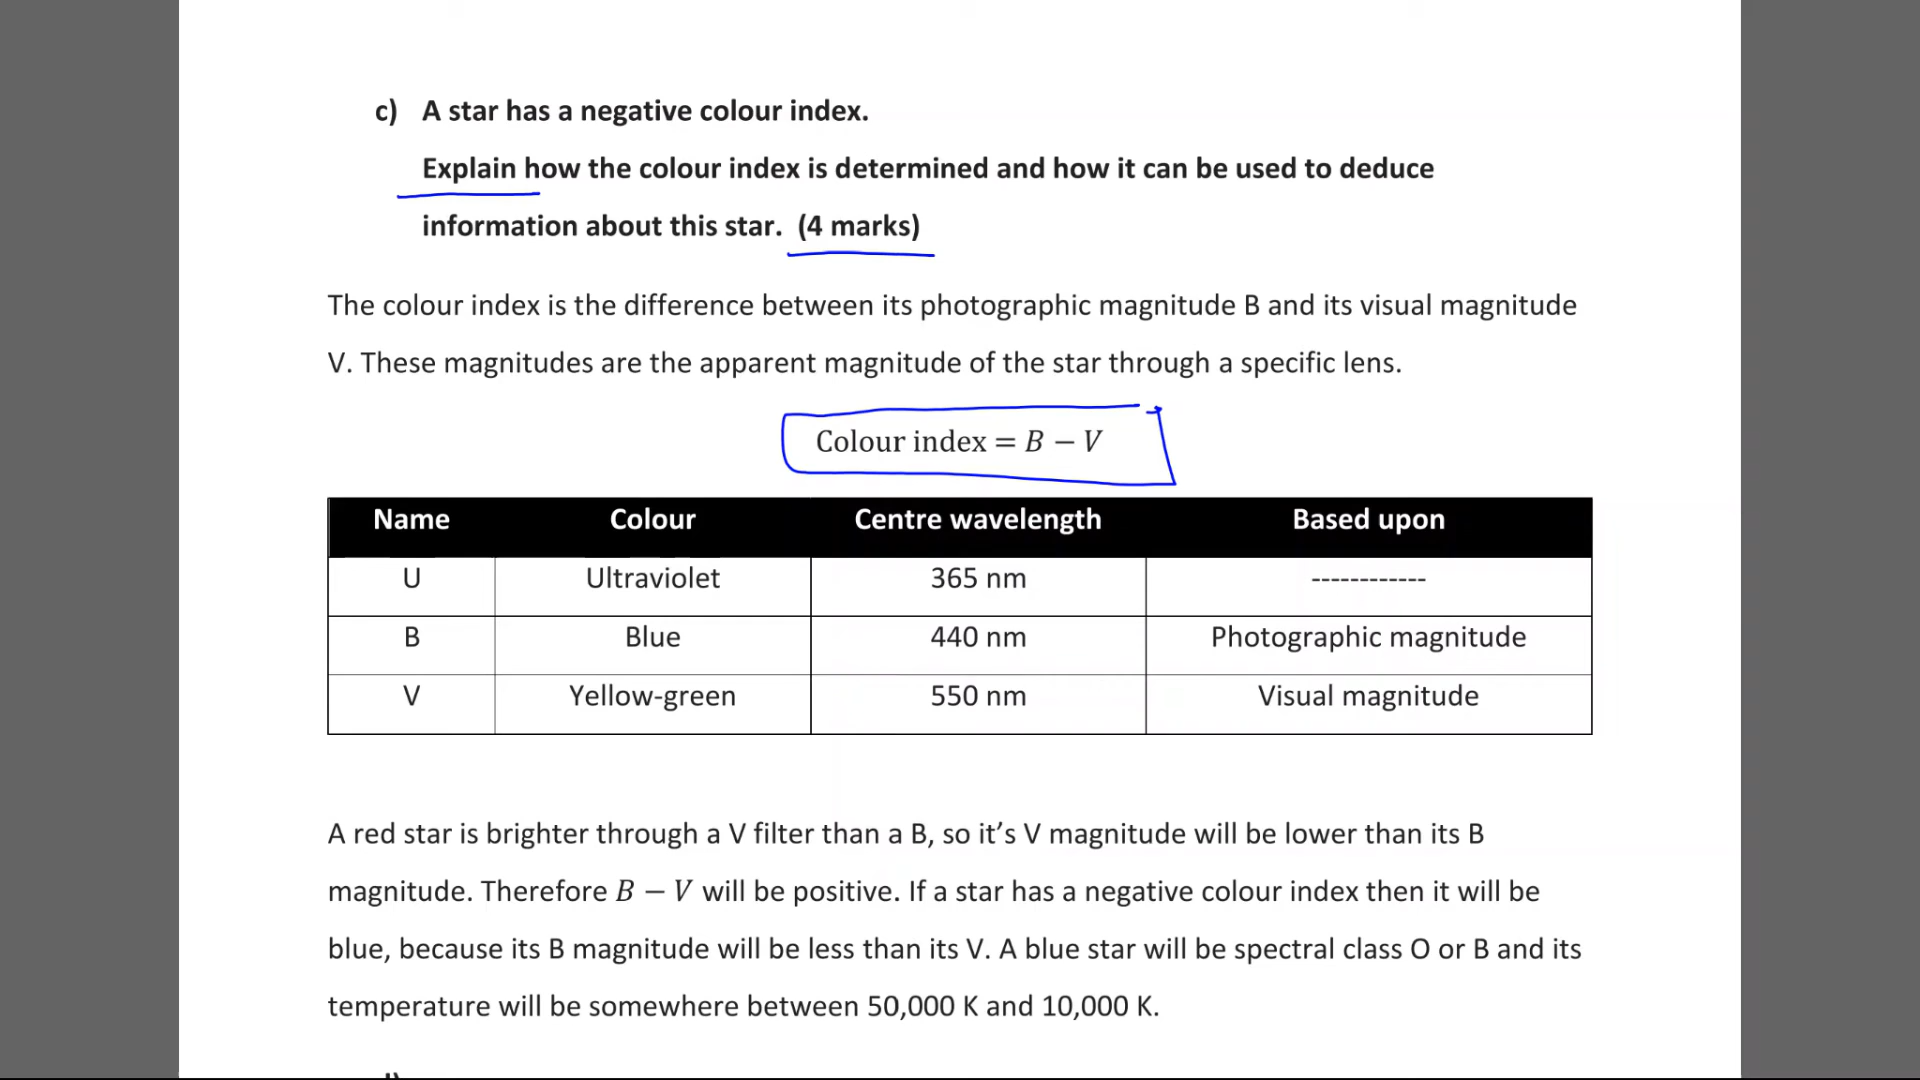 c) A star has a negative colour index.
Explain how the colour index is determined and how it can be used to deduce
information about this star. (4 marks)
The colour index is the difference between its photographic magnitude B and its visual magnitude
V. These magnitudes are the apparent magnitude of the star through a specific lens.
Colour index = B − V
Name Colour Centre wavelength Based upon
U Ultraviolet 365 nm ------------
B Blue 440 nm Photographic magnitude
V Yellow-green 550 nm Visual magnitude
A red star is brighter through a V filter than a B, so it’s V magnitude will be lower than its B
magnitude. Therefore B − V will be positive. If a star has a negative colour index then it will be
blue, because its B magnitude will be less than its V. A blue star will be spectral class O or B and its
temperature will be somewhere between 50,000 K and 10,000 K.